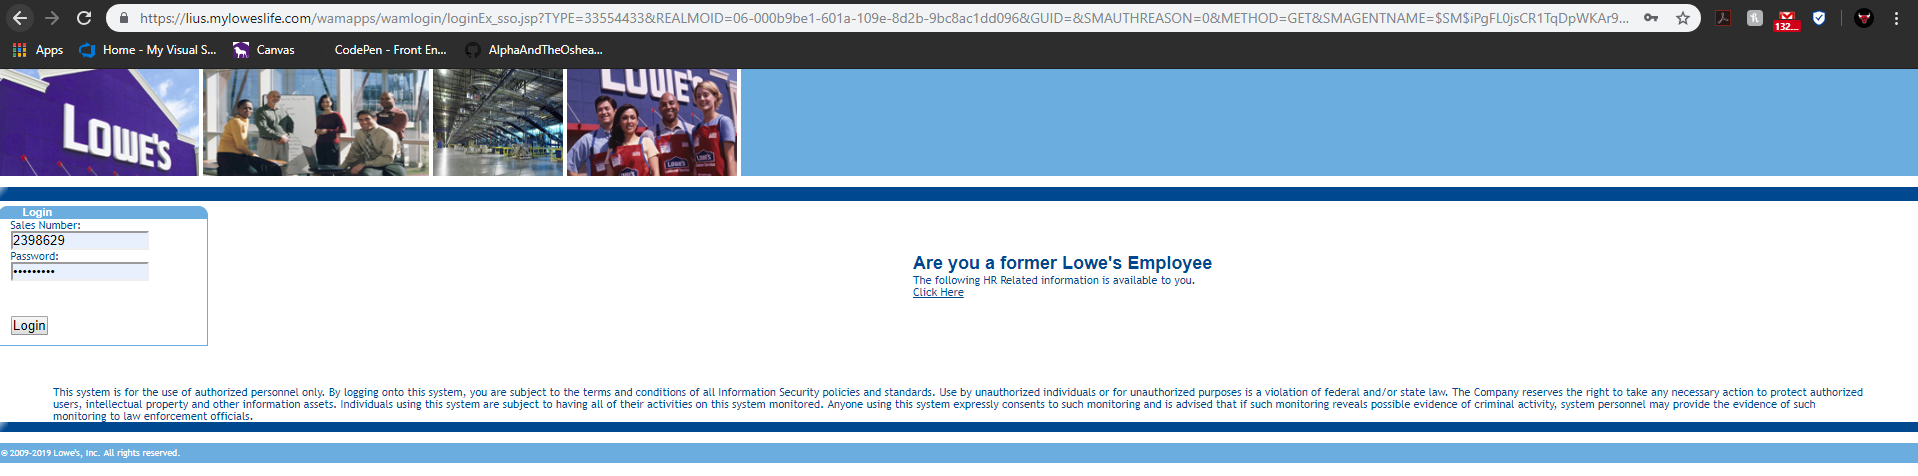 https://lius.myloweslife.com/wamapps/wamlogin/loginEx_sso.jsp?TYPE=33554433&REALMOID=06-000b9be1-601a-109e-8d2b-9bc8ac1dd096&GUID=&SMAUTHREASON=0&METHOD=GET&SMAGENTNAME=$SM$iPgFL0jsCR1TqDpWKAr9...
132...
Apps Home - My Visual S... Canvas CodePen - Front En... AlphaAndTheOshea...
LOWE'S
LOWE'S
LOWE'S
Login
Sales Number:
2398629
Password:
•••••••••
Login
Are you a former Lowe's Employee
The following HR Related information is available to you.
Click Here
This system is for the use of authorized personnel only. By logging onto this system, you are subject to the terms and conditions of all Information Security policies and standards. Use by unauthorized individuals or for unauthorized purposes is a violation of federal and/or state law. The Company reserves the right to take any necessary action to protect authorized
users, intellectual property and other information assets. Individuals using this system are subject to having all of their activities on this system monitored. Anyone using this system expressly consents to such monitoring and is advised that if such monitoring reveals possible evidence of criminal activity, system personnel may provide the evidence of such
monitoring to law enforcement officials.
© 2009-2019 Lowe's, Inc. All rights reserved.